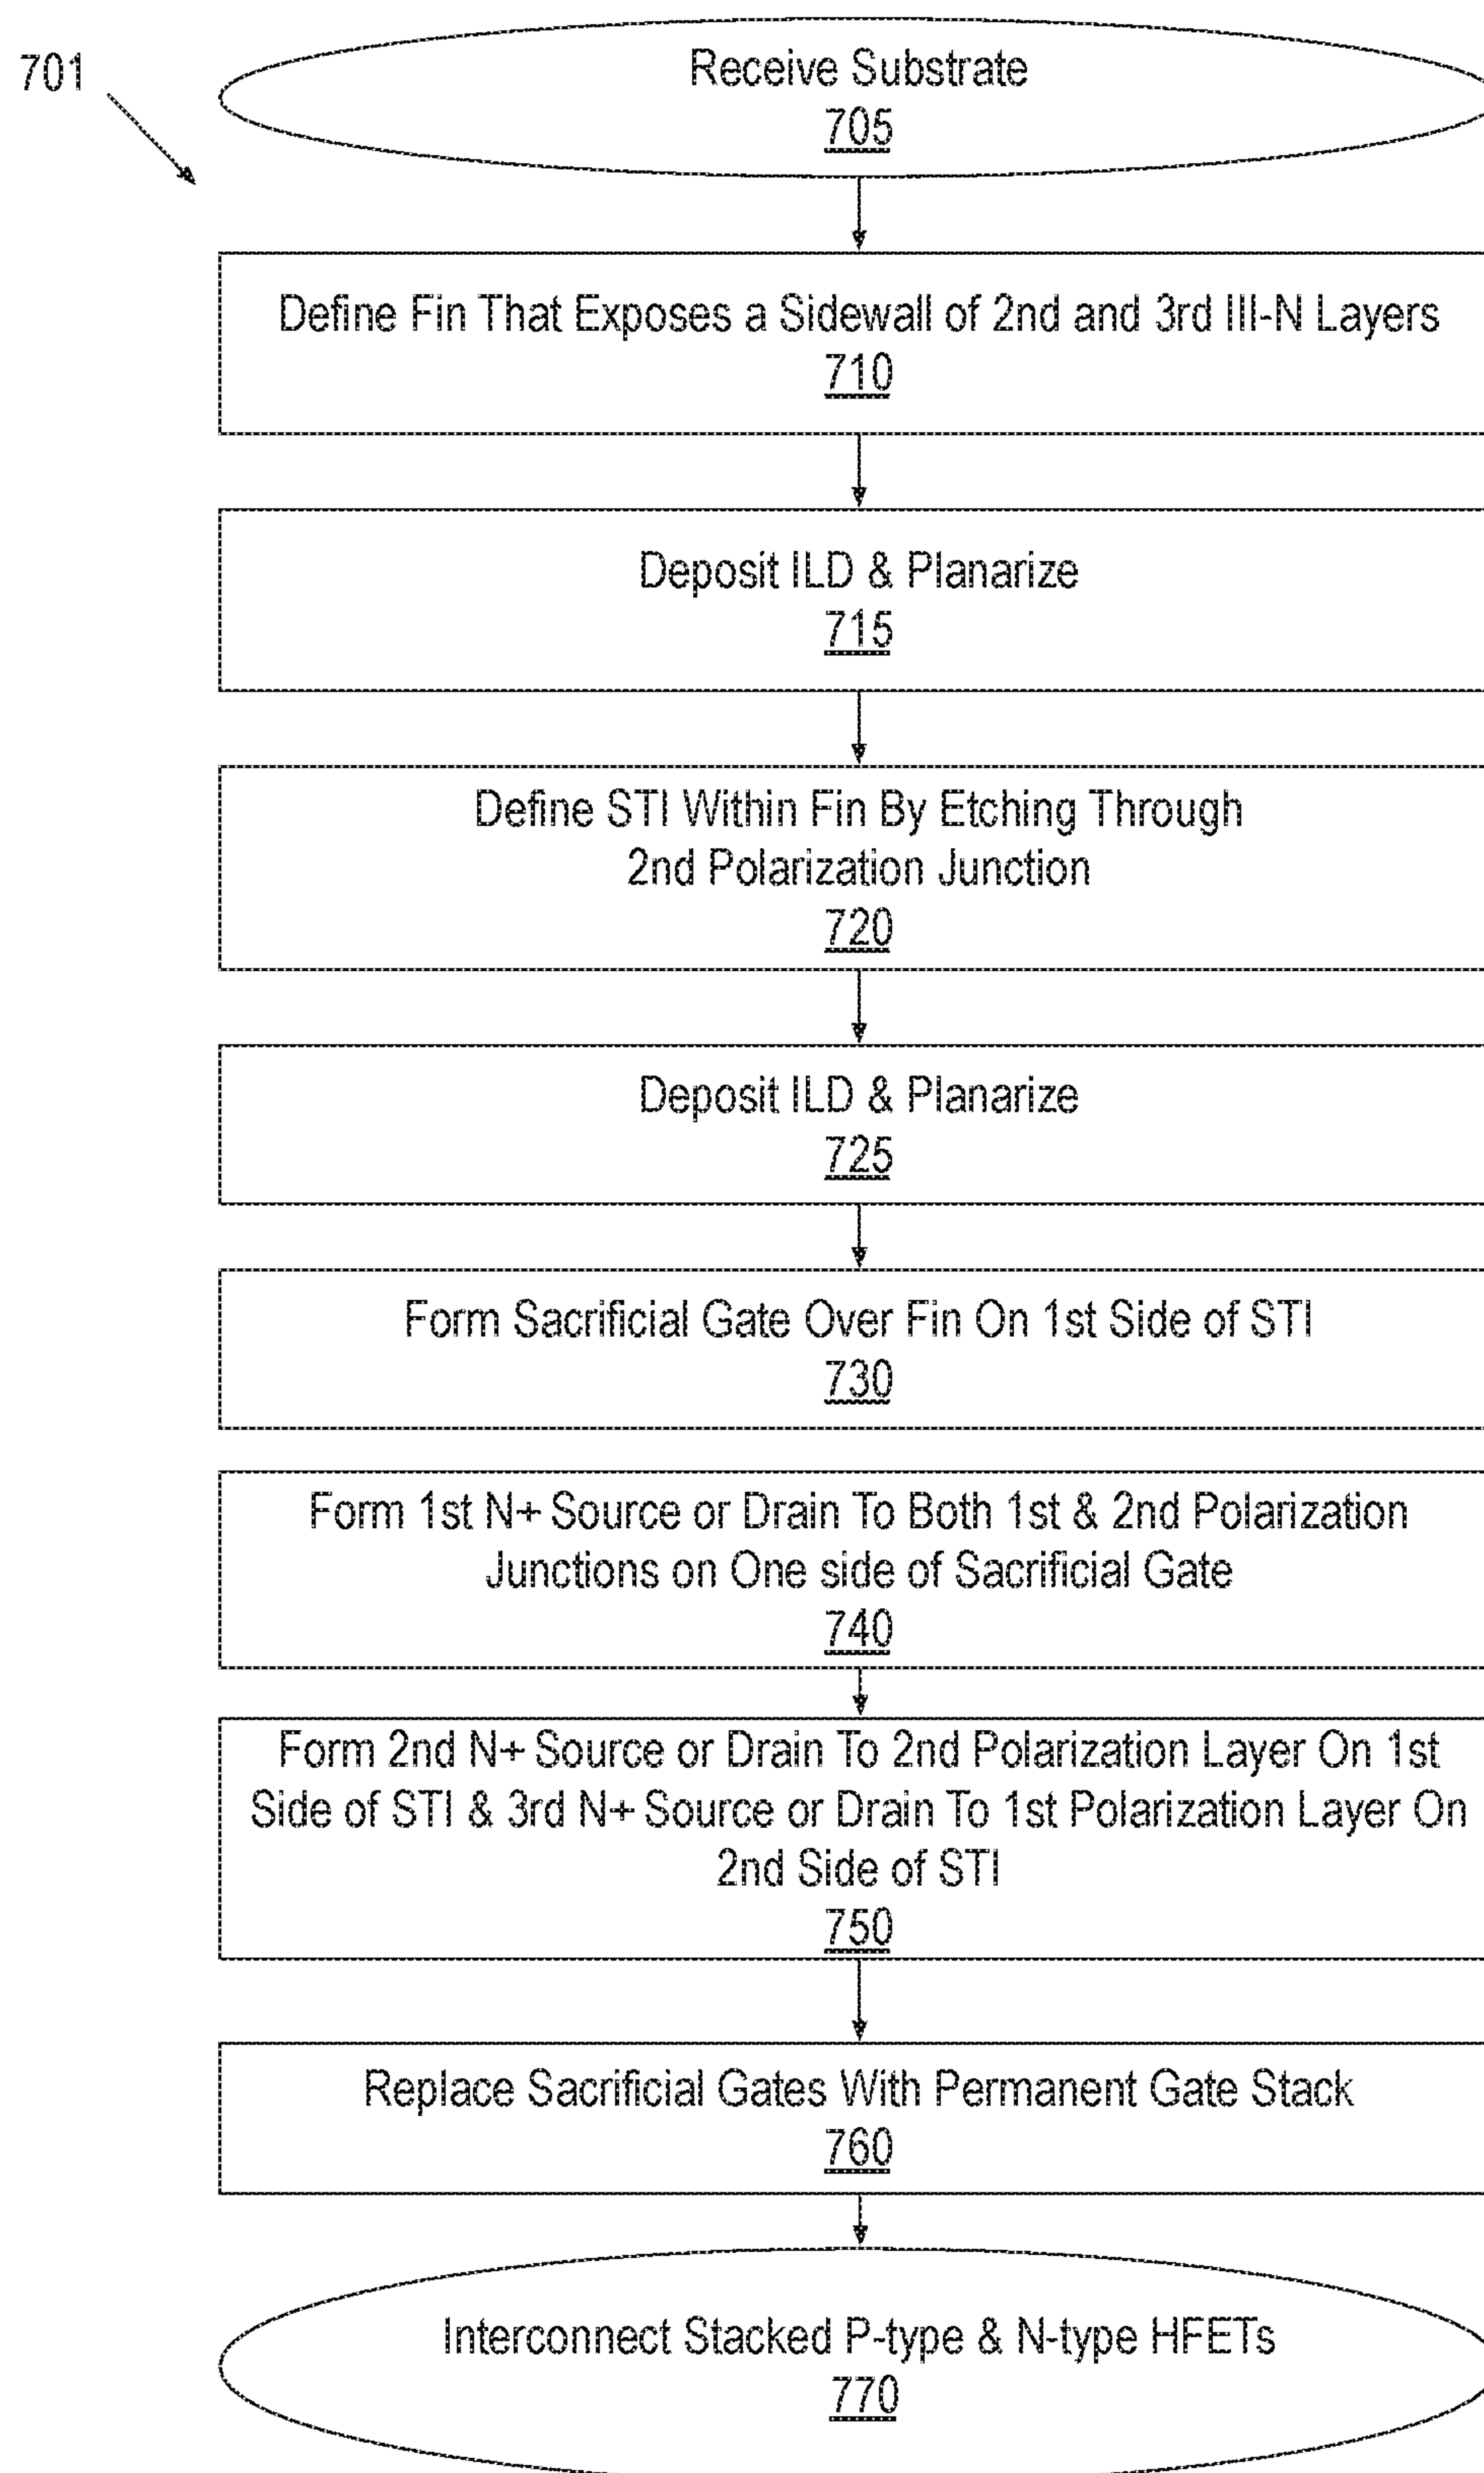 701
Receive Substrate
705
Define Fin That Exposes a Sidewall of 2nd and 3rd III-N Layers
710
Deposit ILD & Planarize
715
Define STI Within Fin By Etching Through
2nd Polarization Junction
720
Deposit ILD & Planarize
725
Form Sacrificial Gate Over Fin On 1st Side of STI
730
Form 1st N+ Source or Drain To Both 1st & 2nd Polarization
Junctions on One side of Sacrificial Gate
740
Form 2nd N+ Source or Drain To 2nd Polarization Layer On 1st
Side of STI & 3rd N+ Source or Drain To 1st Polarization Layer On
2nd Side of STI
750
Replace Sacrificial Gates With Permanent Gate Stack
760
Interconnect Stacked P-type & N-type HFETs
770